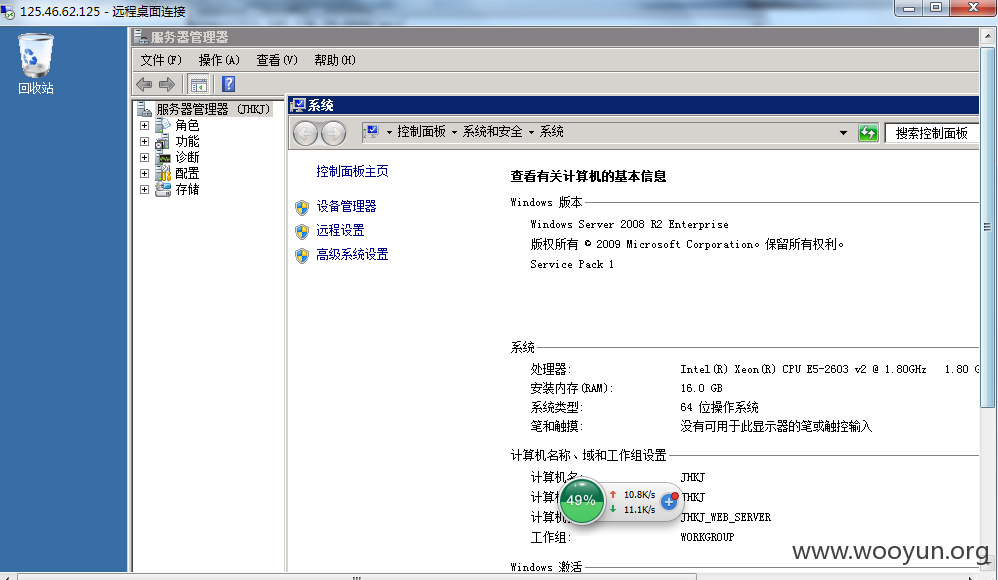 125.46.62.125 - 远程桌面连接
回收站
服务器管理器
文件(F) 操作(A) 查看(V) 帮助(H)
服务器管理器 (JHKJ)
角色
功能
诊断
配置
存储
系统
控制面板 系统和安全 系统
搜索控制面板
控制面板主页
设备管理器
远程设置
高级系统设置
查看有关计算机的基本信息
Windows 版本
Windows Server 2008 R2 Enterprise
版权所有 © 2009 Microsoft Corporation。保留所有权利。
Service Pack 1
系统
处理器: Intel(R) Xeon(R) CPU E5-2603 v2 @ 1.80GHz 1.80
安装内存(RAM): 16.0 GB
系统类型: 64 位操作系统
笔和触摸: 没有可用于此显示器的笔或触控输入
计算机名称、域和工作组设置
计算机名: JHKJ
计算机 JHKJ
计算机 JHKJ_WEB_SERVER
工作组: WORKGROUP
49%
10.8K/s
11.1K/s
Windows 激活
www.wooyun.org